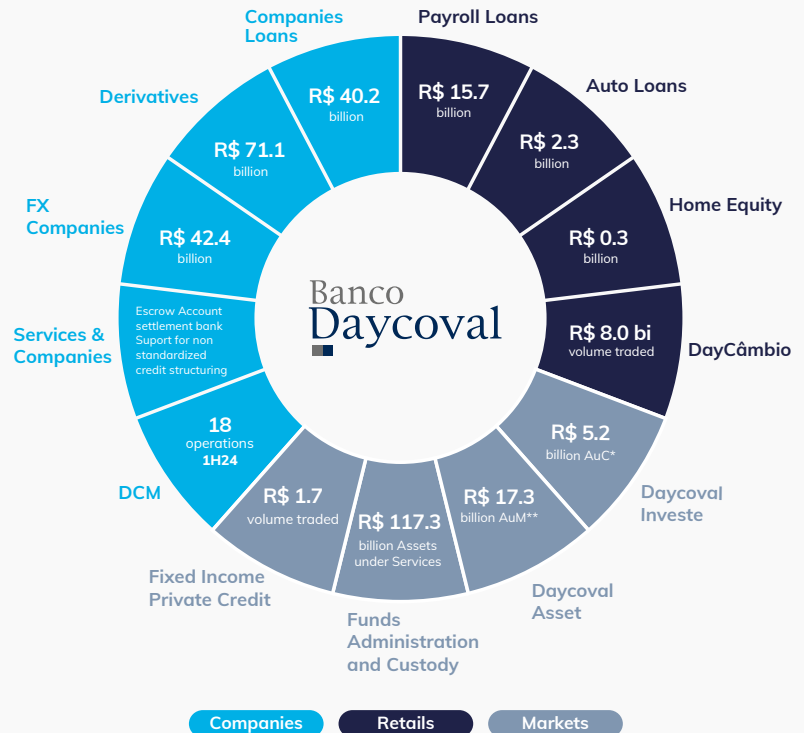 Companies
Loans
R$ 40.2
billion
Payroll Loans
R$ 15.7
billion
Auto Loans
R$ 2.3
billion
Home Equity
R$ 0.3
billion
DayCâmbio
R$ 8.0 bi
volume traded
Daycoval
Investe
R$ 5.2
billion AuC*
Daycoval
Asset
R$ 17.3
billion AuM**
Funds
Administration
and Custody
R$ 117.3
billion Assets
under Services
Fixed Income
Private Credit
R$ 1.7
volume traded
DCM
18
operations
1H24
Services &
Companies
Escrow Account
settlement bank
Suport for non
standardized
credit structuring
FX
Companies
R$ 42.4
billion
Derivatives
R$ 71.1
billion
Banco
Daycoval
Companies
Retails
Markets